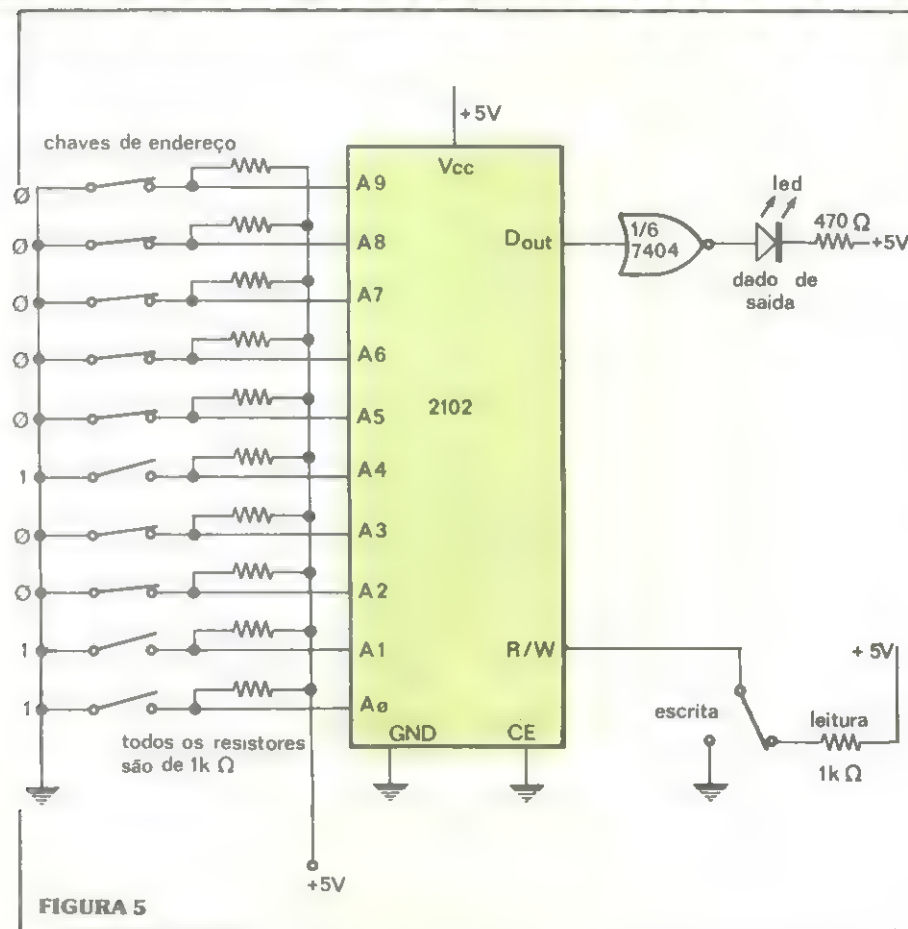 +5V
chaves de endereço
Vcc
Ø
A9
Ø
A8
Dout
1/6
7404
led
470 Ω
+5V
dado de
saida
Ø
A7
Ø
A6
Ø
A5
2102
1
A4
Ø
A3
Ø
A2
1
A1
R/W
+ 5V
1
Aø
escrita
leitura
1k Ω
GND
CE
todos os resistores
são de 1k Ω
+5V
FIGURA 5